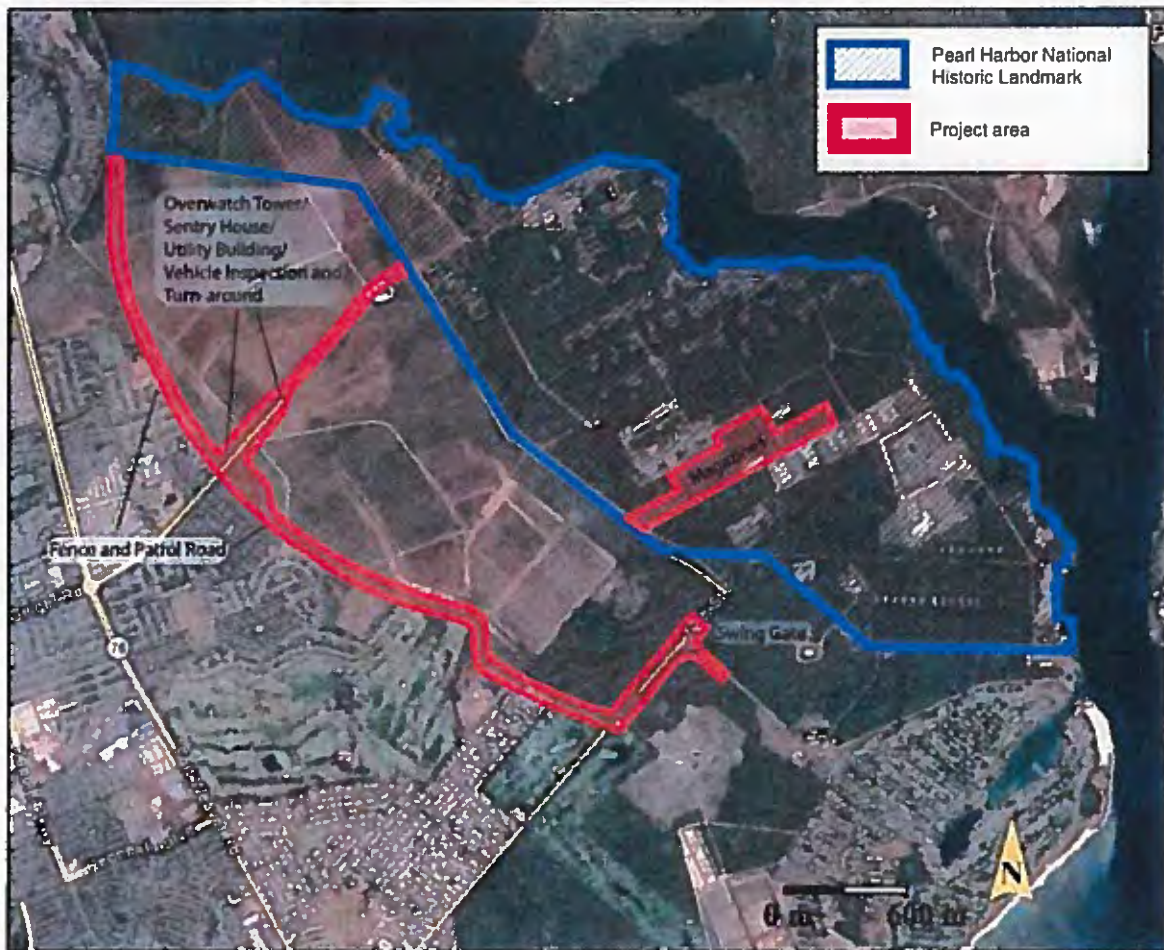 Pearl Harbor National
Historic Landmark
Project area
Overwatch Tower/
Sentry House/
Utility Building/
Vehicle Inspection and
Turn-around
Magazines
Fence and Patrol Road
76
Swing Gate
N
0 m
600 m